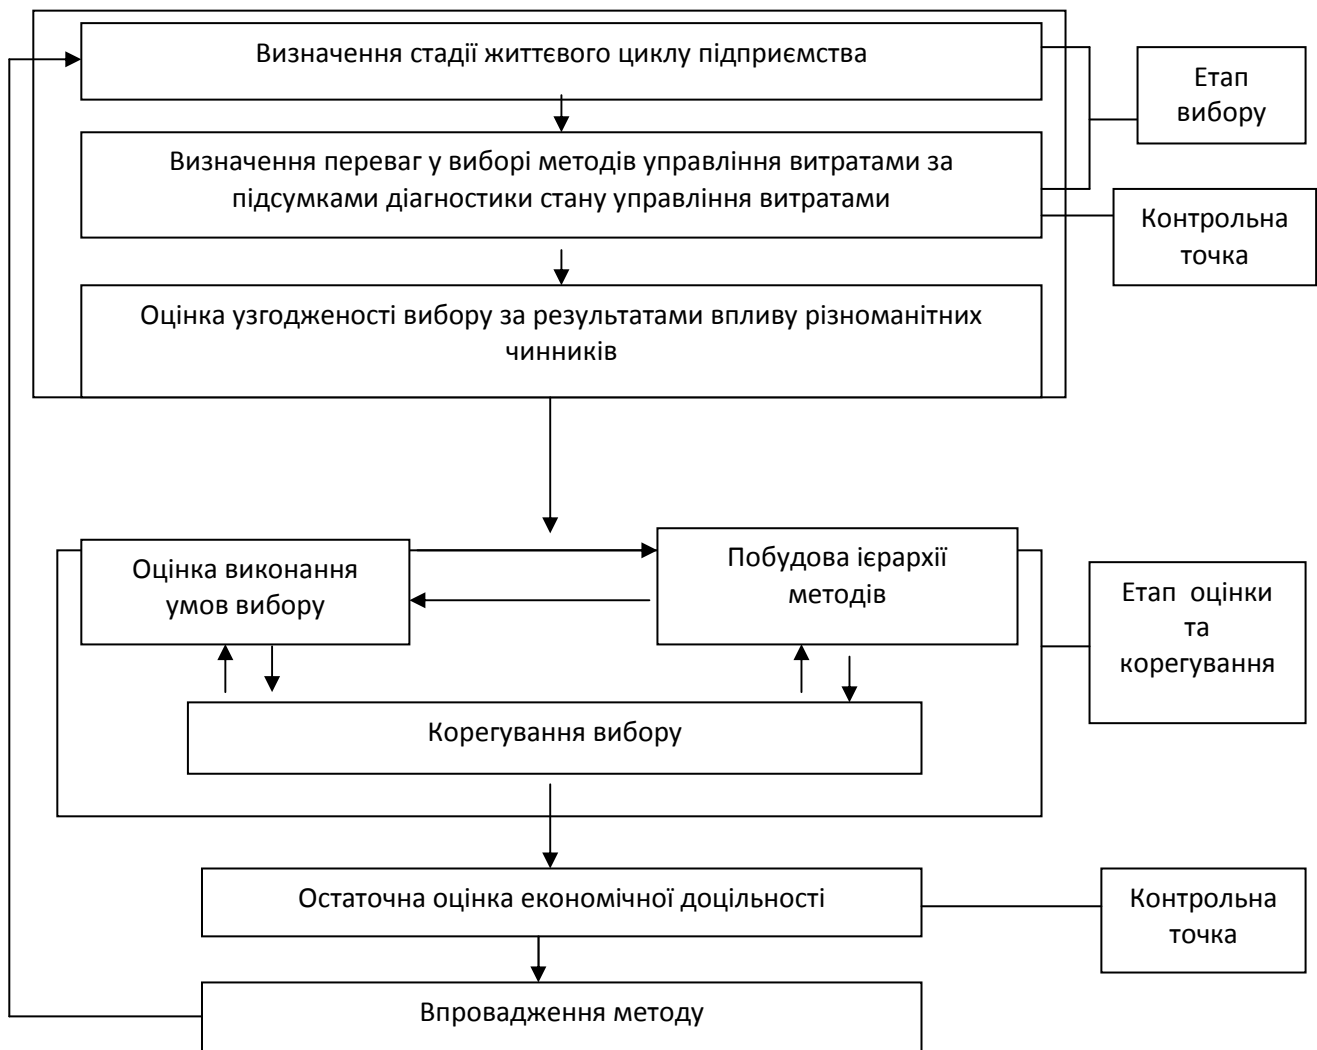 Визначення стадії життєвого циклу підприємства
Етап
вибору
Визначення переваг у виборі методів управління витратами за
підсумками діагностики стану управління витратами
Контрольна
точка
Оцінка узгодженості вибору за результатами впливу різноманітних
чинників
Оцінка виконання
умов вибору
Побудова ієрархії
методів
Етап оцінки
та
корегування
Корегування вибору
Остаточна оцінка економічної доцільності
Контрольна
точка
Впровадження методу